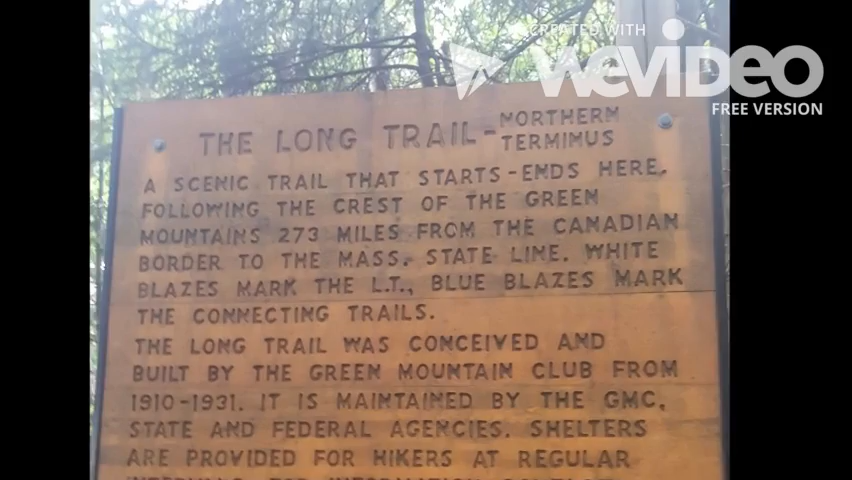 CREATED WITH
WEVIDEO
FREE VERSION
THE LONG TRAIL-NORTHERN TERMINUS
A SCENIC TRAIL THAT STARTS-ENDS HERE,
FOLLOWING THE CREST OF THE GREEN
MOUNTAINS 273 MILES FROM THE CANADIAN
BORDER TO THE MASS. STATE LINE. WHITE
BLAZES MARK THE L.T., BLUE BLAZES MARK
THE CONNECTING TRAILS.
THE LONG TRAIL WAS CONCEIVED AND
BUILT BY THE GREEN MOUNTAIN CLUB FROM
1910-1931. IT IS MAINTAINED BY THE GMC,
STATE AND FEDERAL AGENCIES. SHELTERS
ARE PROVIDED FOR HIKERS AT REGULAR